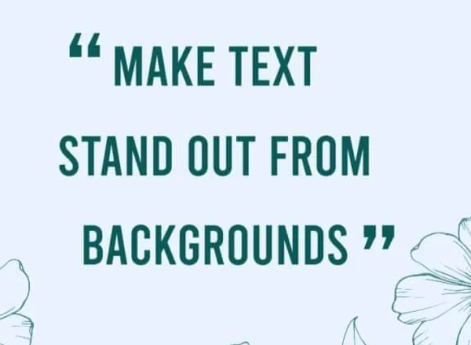 “ MAKE TEXT
STAND OUT FROM
BACKGROUNDS ”